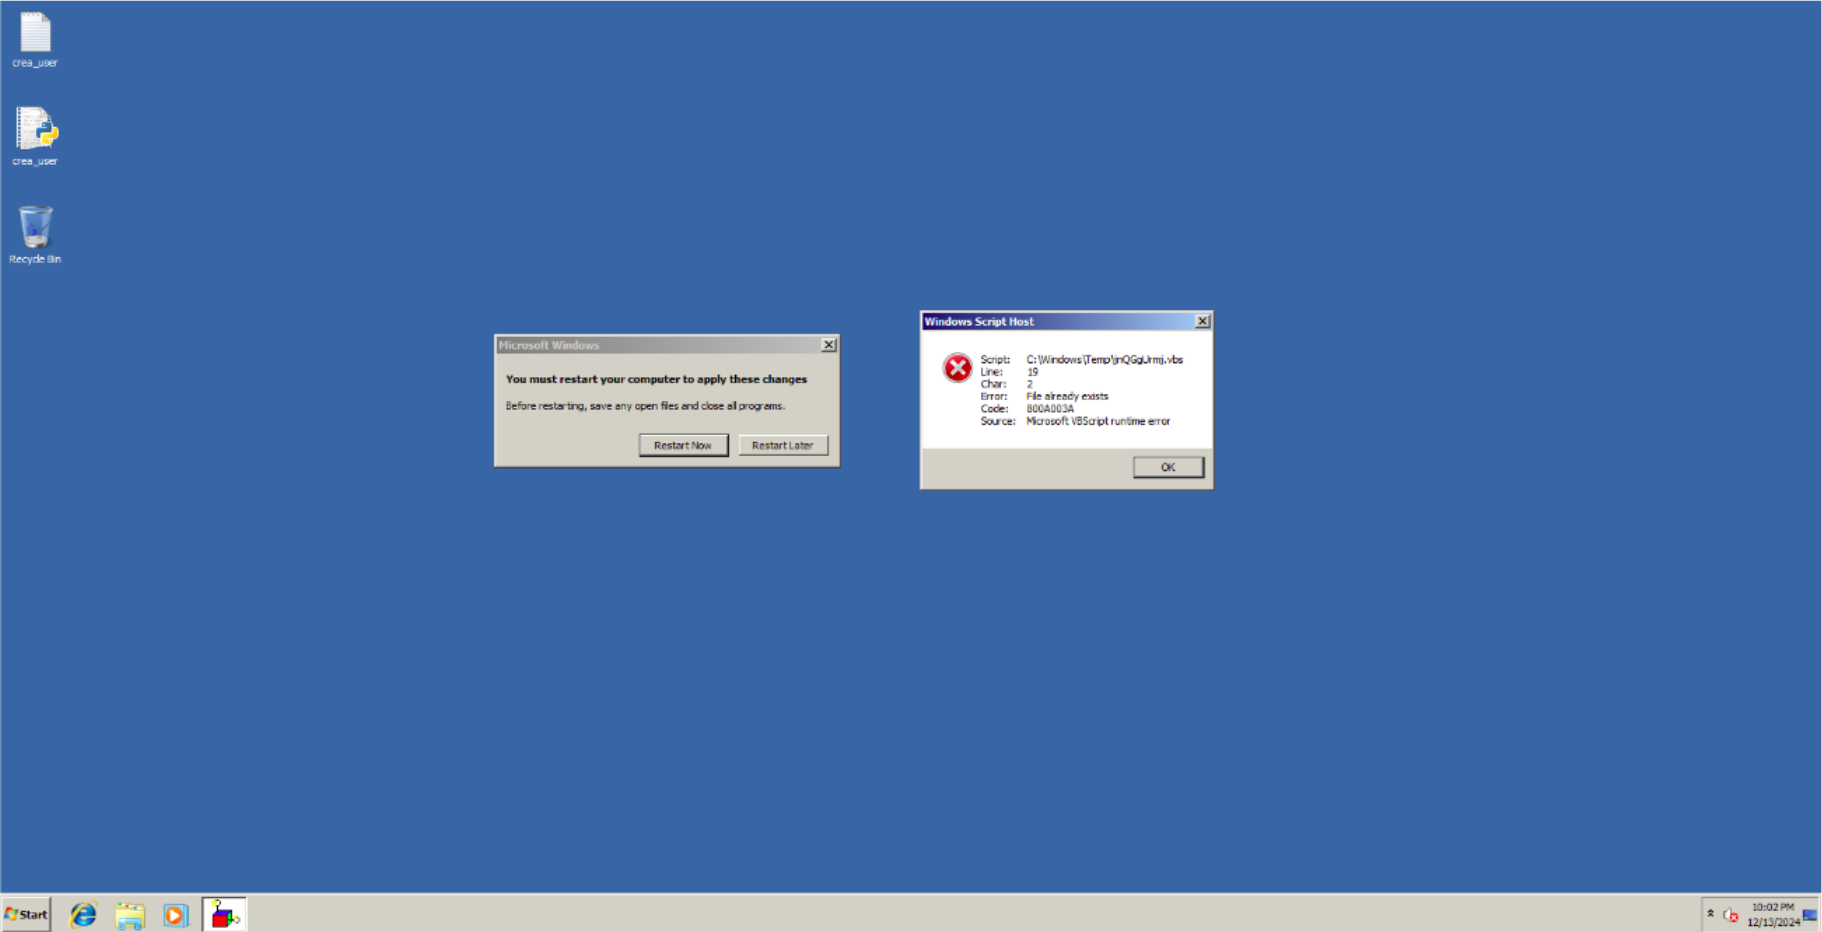 crea_user
crea_user
Recycle Bin
Microsoft Windows
You must restart your computer to apply these changes
Before restarting, save any open files and close all programs.
Restart Now
Restart Later
Windows Script Host
Script: C:\Windows\Temp\jnQGgUrmj.vbs
Line: 19
Char: 2
Error: File already exists
Code: 800A003A
Source: Microsoft VBScript runtime error
OK
Start
10:02 PM
12/13/2024